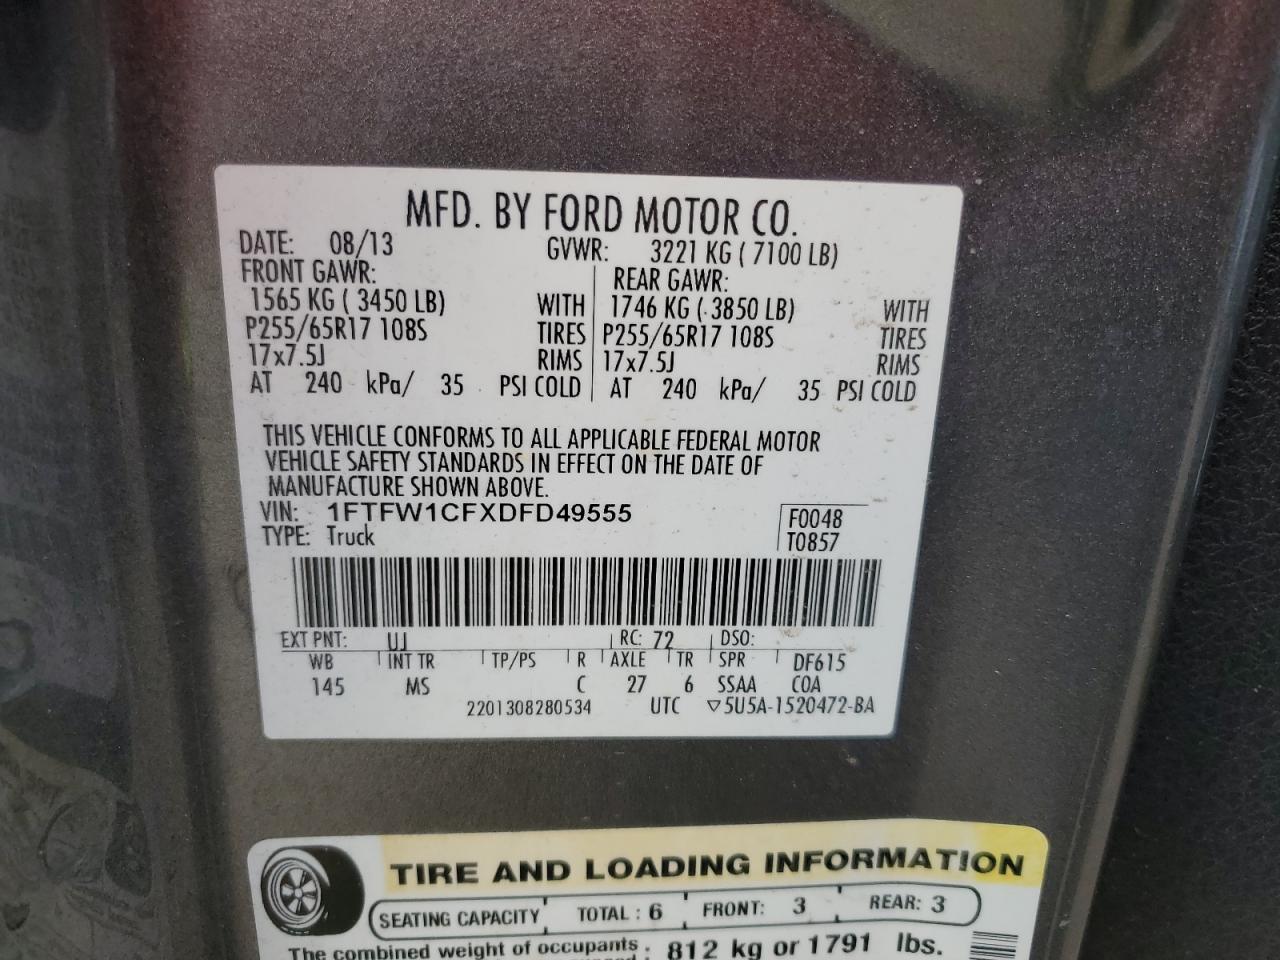 MFD. BY FORD MOTOR CO.
DATE: 08/13 GVWR: 3221 KG ( 7100 LB)
FRONT GAWR: REAR GAWR:
1565 KG ( 3450 LB) WITH 1746 KG ( 3850 LB) WITH
P255/65R17 108S TIRES P255/65R17 108S TIRES
17x7.5J RIMS 17x7.5J RIMS
AT 240 kPa/ 35 PSI COLD AT 240 kPa/ 35 PSI COLD
THIS VEHICLE CONFORMS TO ALL APPLICABLE FEDERAL MOTOR
VEHICLE SAFETY STANDARDS IN EFFECT ON THE DATE OF
MANUFACTURE SHOWN ABOVE.
VIN: 1FTFW1CFXDFD49555 F0048
TYPE: Truck T0857
EXT PNT: UJ RC: 72 DSO:
WB INT TR TP/PS R AXLE TR SPR DF615
145 MS C 27 6 SSAA COA
2201308280534 UTC ▽5U5A-1520472-BA
TIRE AND LOADING INFORMATION
SEATING CAPACITY TOTAL : 6 FRONT: 3 REAR: 3
The combined weight of occupants 812 kg or 1791 lbs.